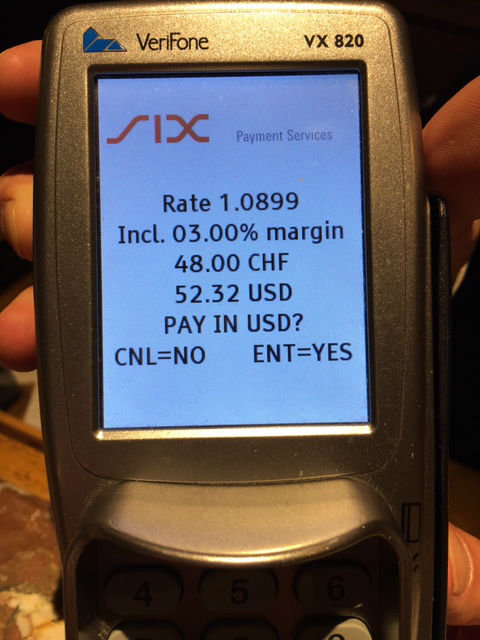 VeriFone VX 820
SIX Payment Services
Rate 1.0899
Incl. 03.00% margin
48.00 CHF
52.32 USD
PAY IN USD?
CNL=NO ENT=YES
4 5 6